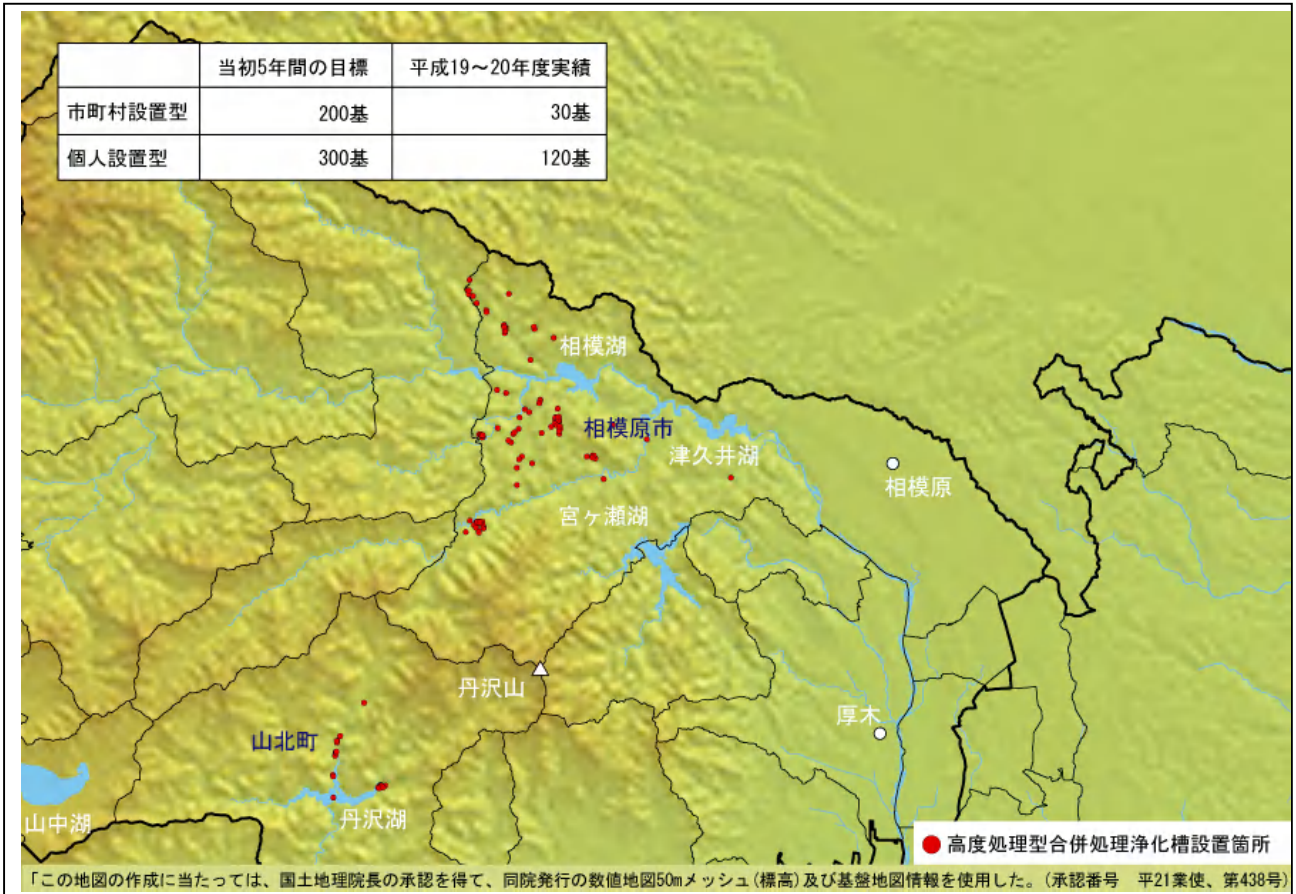 当初5年間の目標 平成19～20年度実績
市町村設置型 200基 30基
個人設置型 300基 120基
相模湖
相模原市
津久井湖
相模原
宮ヶ瀬湖
丹沢山
厚木
山北町
山中湖
丹沢湖
高度処理型合併処理浄化槽設置箇所
「この地図の作成に当たっては、国土地理院長の承認を得て、同院発行の数値地図50mメッシュ(標高)及び基盤地図情報を使用した。(承認番号 平21業使、第438号)